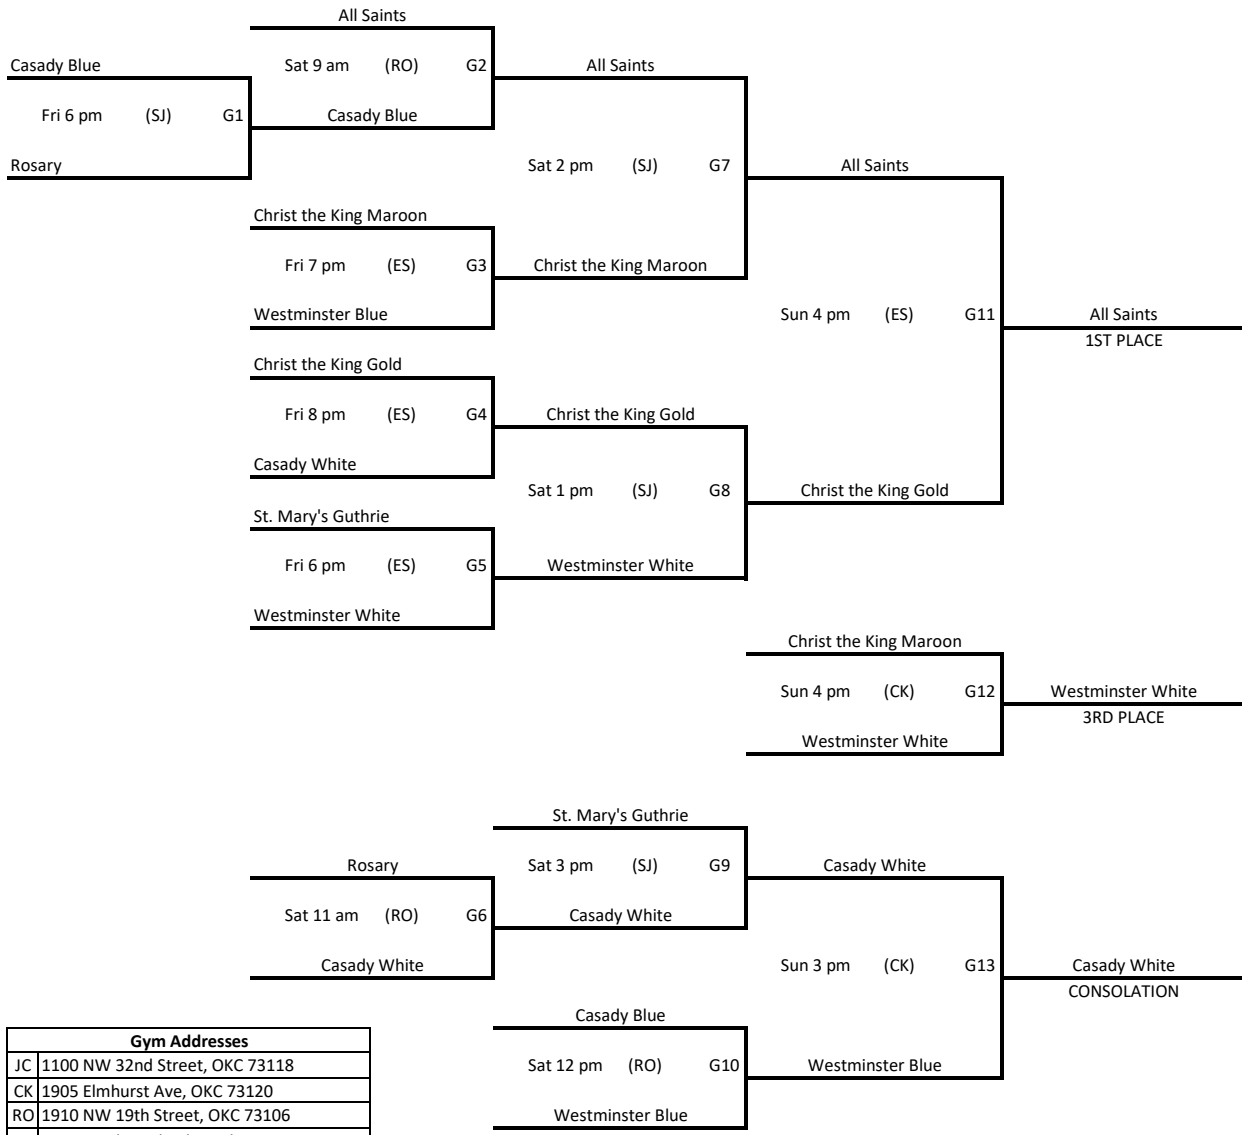 All Saints
Casady Blue
Sat 9 am (RO) G2
All Saints
Fri 6 pm (SJ) G1
Casady Blue
Rosary
Sat 2 pm (SJ) G7
All Saints
Christ the King Maroon
Fri 7 pm (ES) G3
Christ the King Maroon
Westminster Blue
Sun 4 pm (ES) G11
All Saints
1ST PLACE
Christ the King Gold
Fri 8 pm (ES) G4
Christ the King Gold
Casady White
Sat 1 pm (SJ) G8
Christ the King Gold
St. Mary's Guthrie
Fri 6 pm (ES) G5
Westminster White
Westminster White
Christ the King Maroon
Sun 4 pm (CK) G12
Westminster White
3RD PLACE
Westminster White
St. Mary's Guthrie
Rosary
Sat 3 pm (SJ) G9
Casady White
Sat 11 am (RO) G6
Casady White
Casady White
Sun 3 pm (CK) G13
Casady White
CONSOLATION
Casady Blue
Sat 12 pm (RO) G10
Westminster Blue
Westminster Blue
Gym Addresses
JC 1100 NW 32nd Street, OKC 73118
CK 1905 Elmhurst Ave, OKC 73120
RO 1910 NW 19th Street, OKC 73106